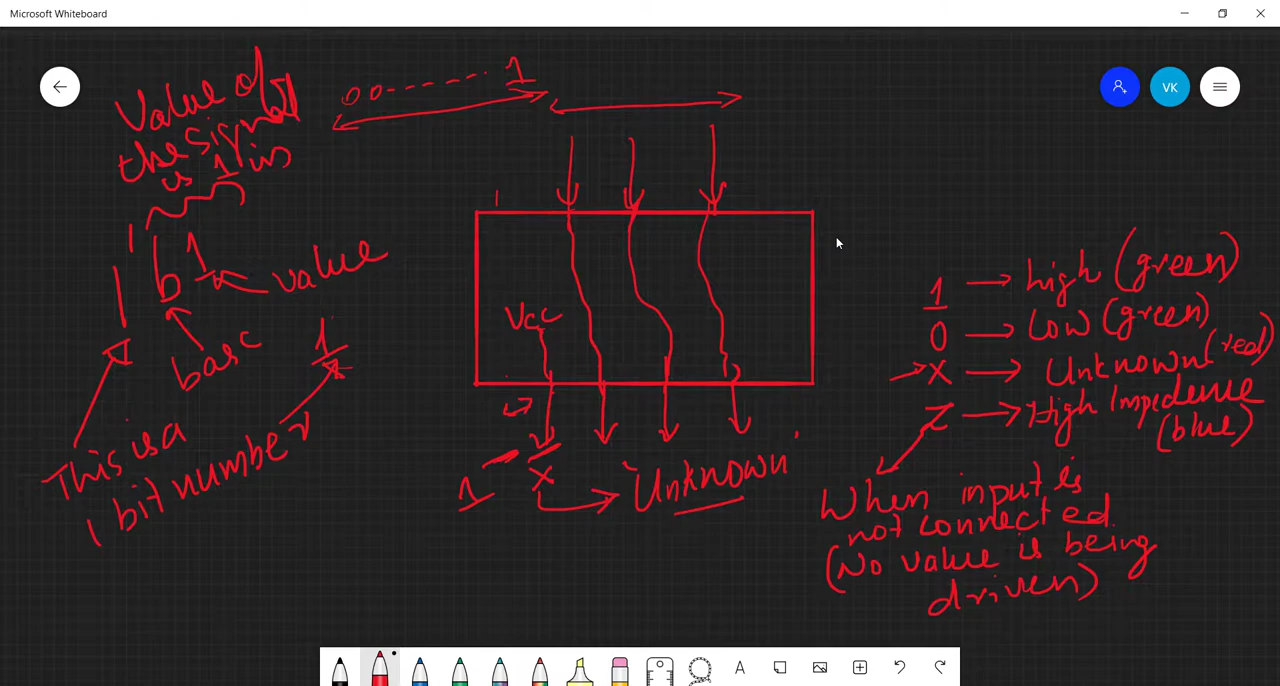 Microsoft Whiteboard
VK
Value of
the signal
is 1 in
1' b 1
value
base
1
This is a
1 bit number
0 0 ------- 1
Vcc
1 X
Unknown
1 → high (green)
0 → Low (green)
X → Unknown (red)
Z → High Impedence
(blue)
When input is
not connected.
(No value is being
driven)
A